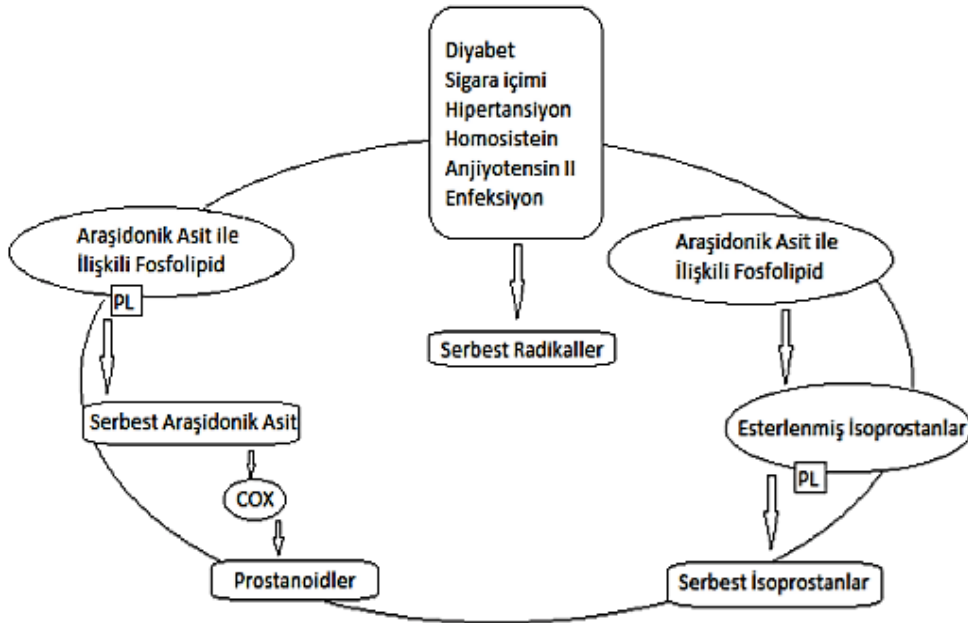 Diyabet
Sigara içimi
Hipertansiyon
Homosistein
Anjiyotensin II
Enfeksiyon
Araşidonik Asit ile
İlişkili Fosfolipid
PL
Araşidonik Asit ile
İlişkili Fosfolipid
Serbest Radikaller
Serbest Araşidonik Asit
Esterlenmiş İsoprostanlar
PL
COX
Prostanoidler
Serbest İsoprostanlar